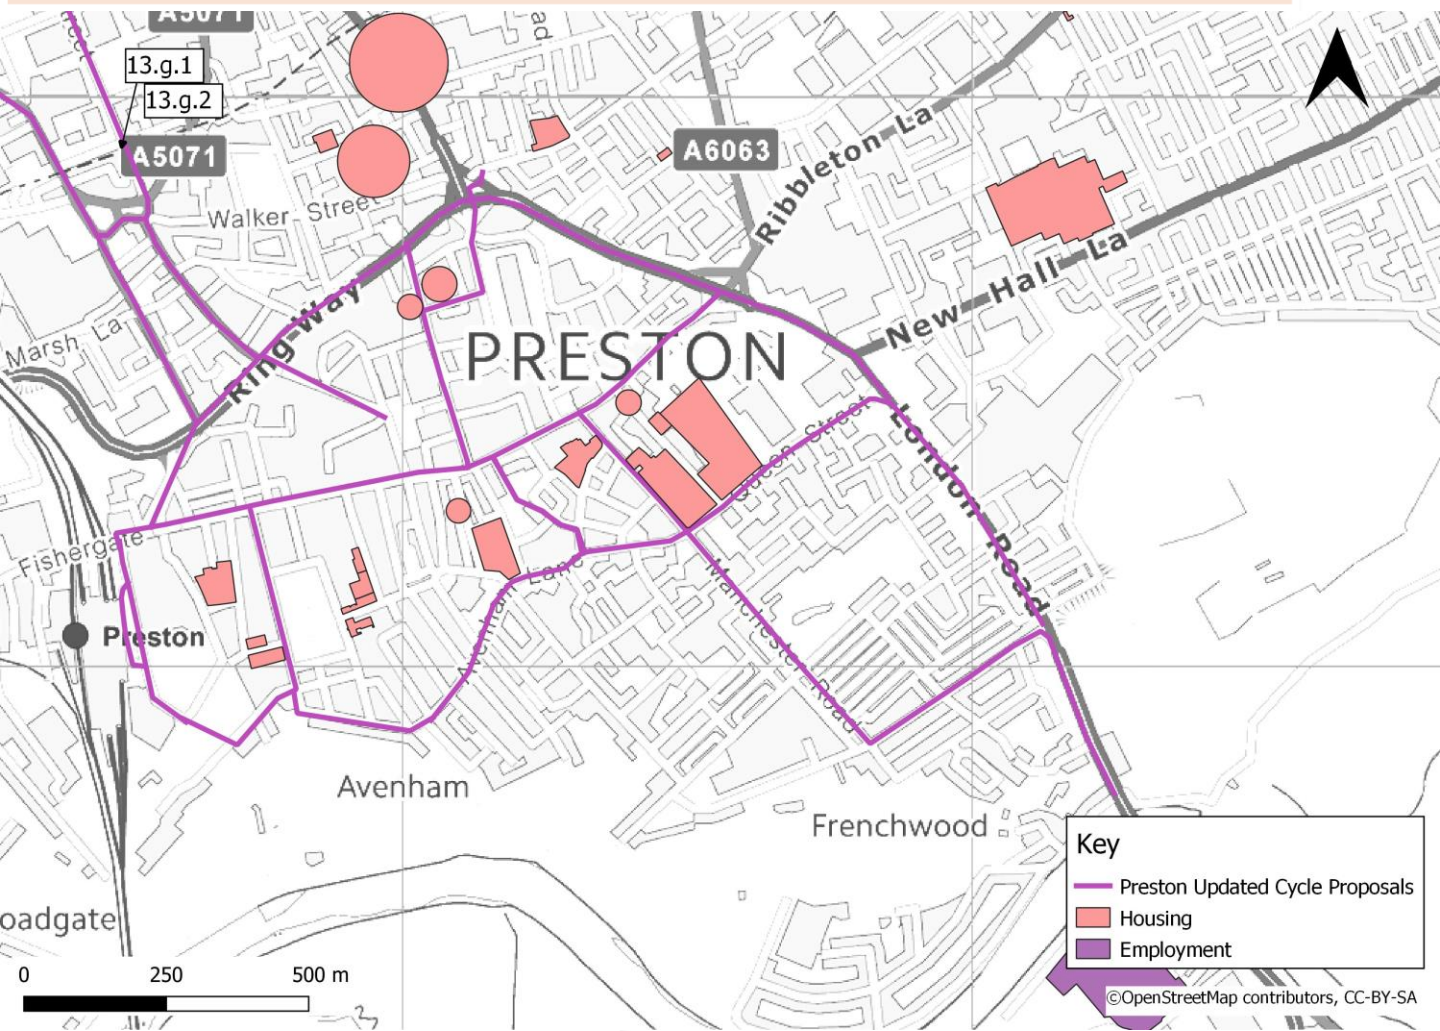 A5071
13.g.1
13.g.2
A5071
A6063
Ribbleton La
Walker Street
New Hall La
Ring Way
Marsh La
PRESTON
London Road
Queen Street
Fishergate
Avenham Lane
Manchester Road
Preston
Avenham
Frenchwood
oadgate
Key
Preston Updated Cycle Proposals
Housing
Employment
0 250 500 m
©OpenStreetMap contributors, CC-BY-SA